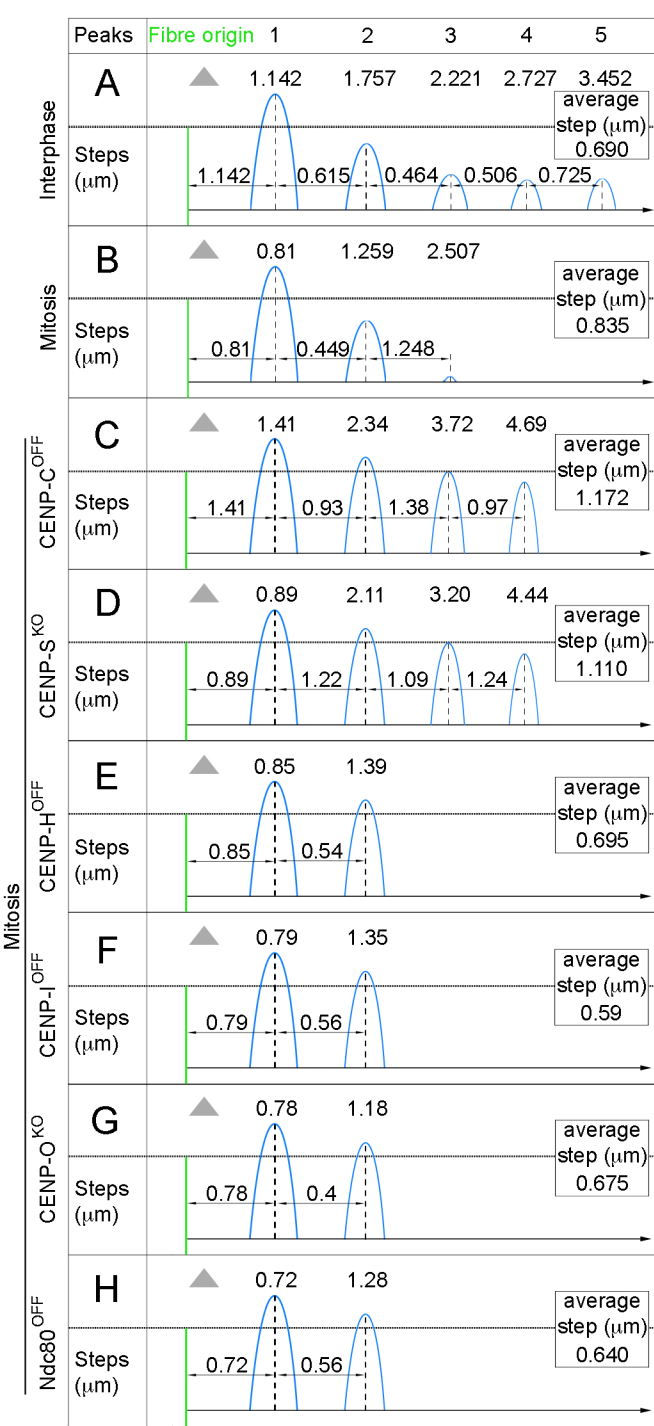 Peaks Fibre origin 1 2 3 4 5
Interphase
A 1.142 1.757 2.221 2.727 3.452
average
step (μm)
0.690
Steps
(μm)
1.142 0.615 0.464 0.506 0.725
Mitosis
B 0.81 1.259 2.507
average
step (μm)
0.835
Steps
(μm)
0.81 0.449 1.248
Mitosis
CENP-C^OFF
C 1.41 2.34 3.72 4.69
average
step (μm)
1.172
Steps
(μm)
1.41 0.93 1.38 0.97
CENP-S^KO
D 0.89 2.11 3.20 4.44
average
step (μm)
1.110
Steps
(μm)
0.89 1.22 1.09 1.24
CENP-H^OFF
E 0.85 1.39
average
step (μm)
0.695
Steps
(μm)
0.85 0.54
CENP-I^OFF
F 0.79 1.35
average
step (μm)
0.59
Steps
(μm)
0.79 0.56
CENP-O^KO
G 0.78 1.18
average
step (μm)
0.675
Steps
(μm)
0.78 0.4
Ndc80^OFF
H 0.72 1.28
average
step (μm)
0.640
Steps
(μm)
0.72 0.56